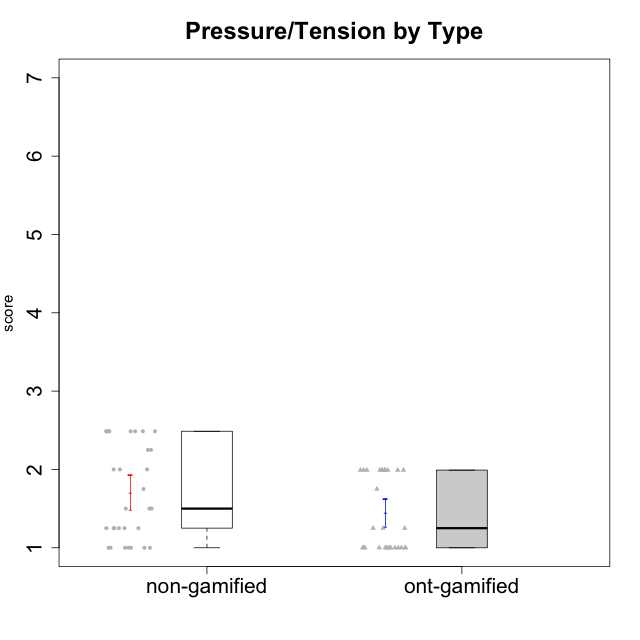 Pressure/Tension by Type
7
6
5
4
3
2
1
score
non-gamified
ont-gamified